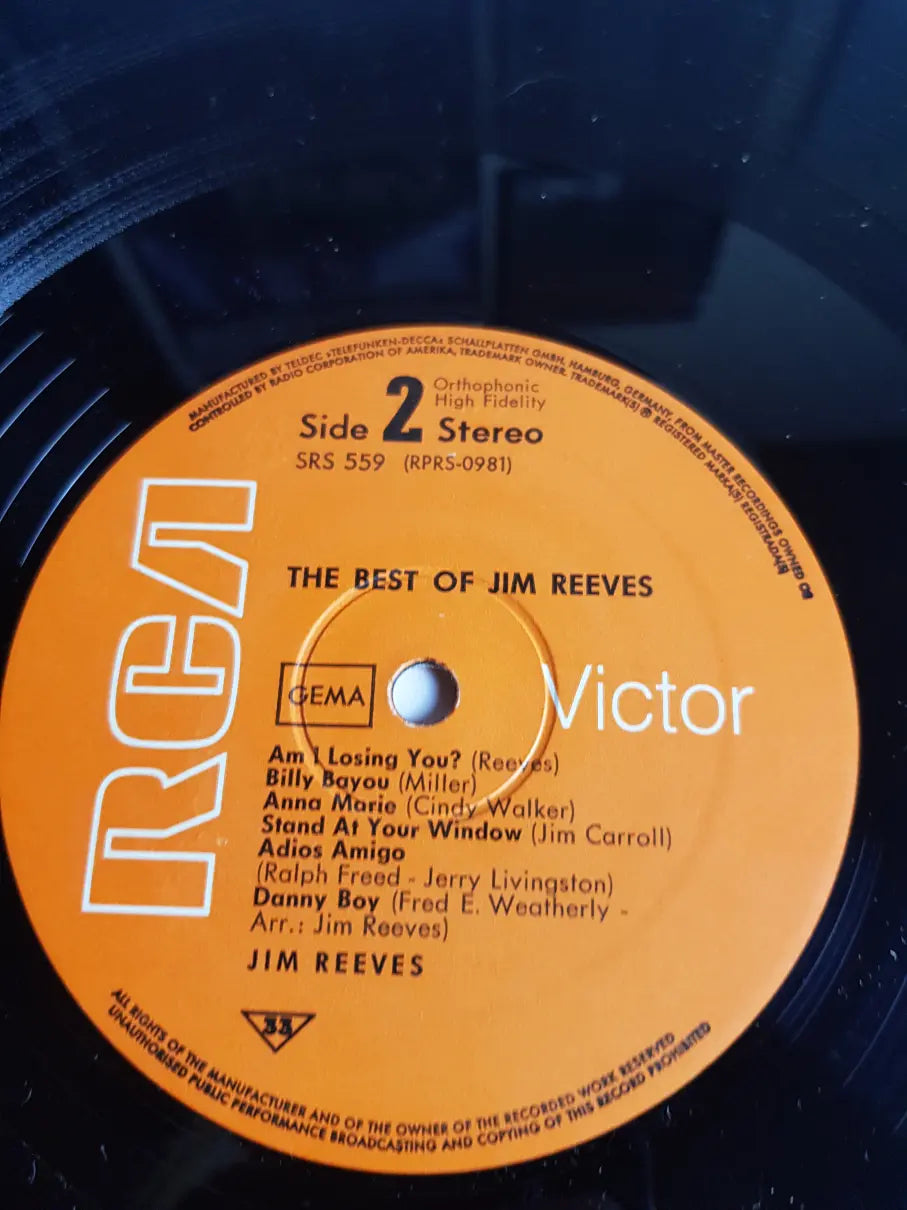 MANUFACTURED BY TELDEC »TELEFUNKEN-DECCA« SCHALLPLATTEN GMBH, HAMBURG, GERMANY, FROM MASTER RECORDINGS OWNED OR
CONTROLLED BY RADIO CORPORATION OF AMERIKA, TRADEMARK OWNER. TRADEMARK(S) ® REGISTERED MARKA(S) REGISTRADA(S)
Orthophonic
High Fidelity
Side 2 Stereo
SRS 559 (RPRS-0981)
RCA
THE BEST OF JIM REEVES
GEMA
Victor
Am I Losing You? (Reeves)
Billy Bayou (Miller)
Anna Marie (Cindy Walker)
Stand At Your Window (Jim Carroll)
Adios Amigo
(Ralph Freed - Jerry Livingston)
Danny Boy (Fred E. Weatherly -
Arr.: Jim Reeves)
JIM REEVES
33
ALL RIGHTS OF THE MANUFACTURER AND OF THE OWNER OF THE RECORDED WORK RESERVED
UNAUTHORISED PUBLIC PERFORMANCE BROADCASTING AND COPYING OF THIS RECORD PROHIBITED